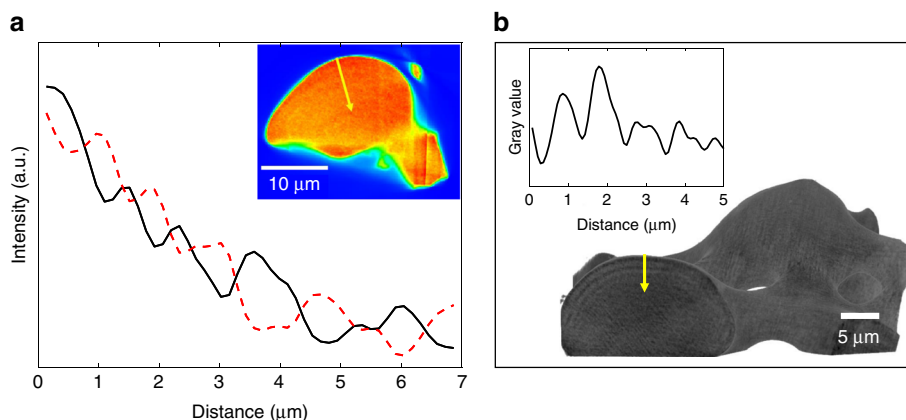 a
Intensity (a.u.)
10 μm
0 1 2 3 4 5 6 7
Distance (μm)
b
Gray value
0 1 2 3 4 5
Distance (μm)
5 μm